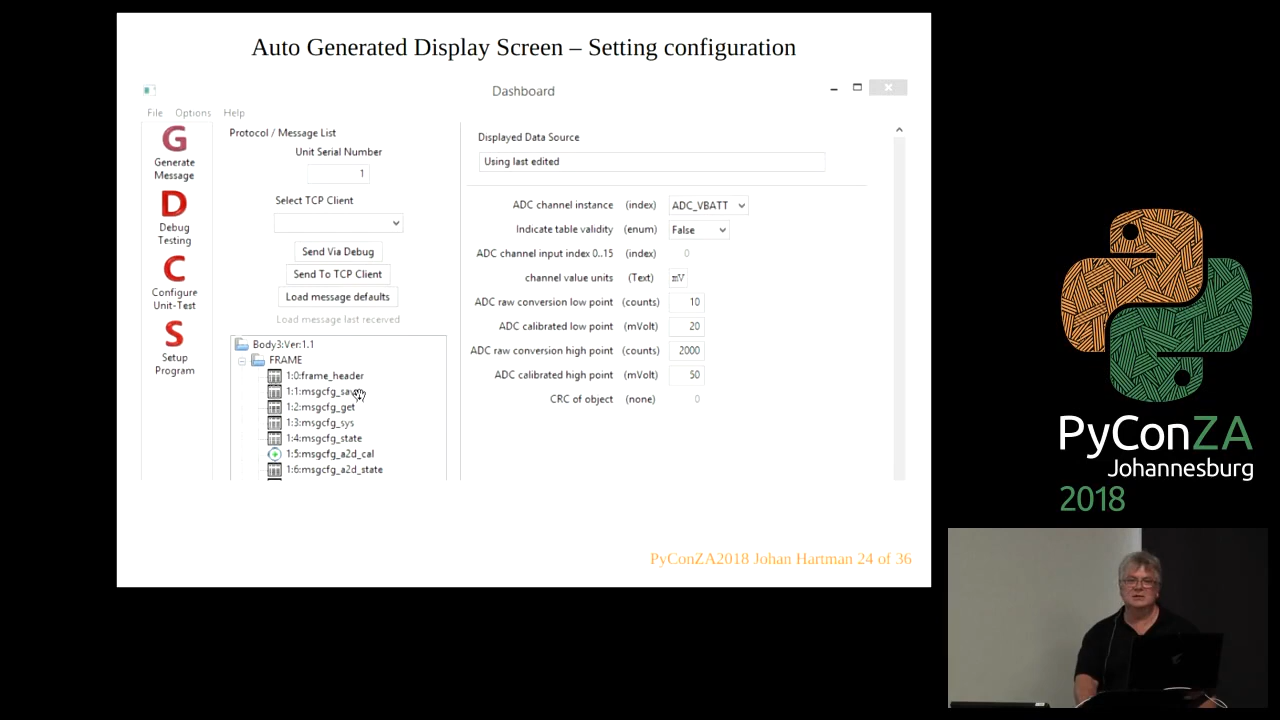 Auto Generated Display Screen – Setting configuration
Dashboard
File Options Help
G
Generate
Message
D
Debug
Testing
C
Configure
Unit-Test
S
Setup
Program
Protocol / Message List
Unit Serial Number
1
Select TCP Client
Send Via Debug
Send To TCP Client
Load message defaults
Load message last received
Body3:Ver:1.1
FRAME
1:0:frame_header
1:2:msgcfg_get
1:3:msgcfg_sys
1:4:msgcfg_state
1:5:msgcfg_a2d_cal
1:6:msgcfg_a2d_state
Displayed Data Source
Using last edited
ADC channel instance (index) ADC_VBATT
Indicate table validity (enum) False
ADC channel input index 0..15 (index) 0
channel value units (Text) mV
ADC raw conversion low point (counts) 10
ADC calibrated low point (mVolt) 20
ADC raw conversion high point (counts) 2000
ADC calibrated high point (mVolt) 50
CRC of object (none) 0
PyConZA2018 Johan Hartman 24 of 36
PyConZA
Johannesburg
2018